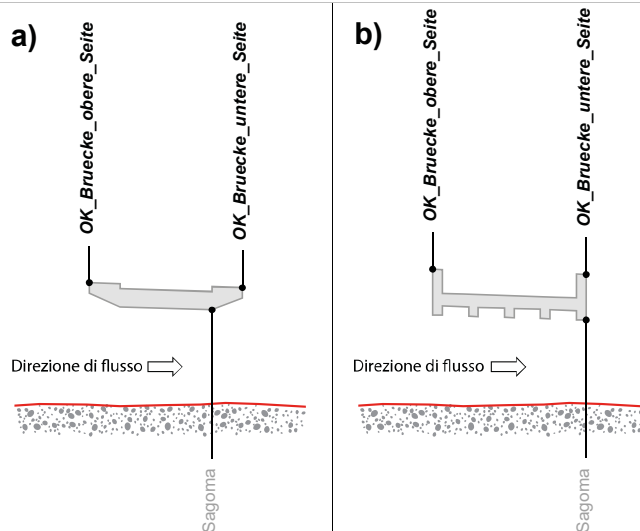 a)
OK_Bruecke_obere_Seite
OK_Bruecke_untere_Seite
Direzione di flusso
Sagoma
b)
OK_Bruecke_obere_Seite
OK_Bruecke_untere_Seite
Direzione di flusso
Sagoma